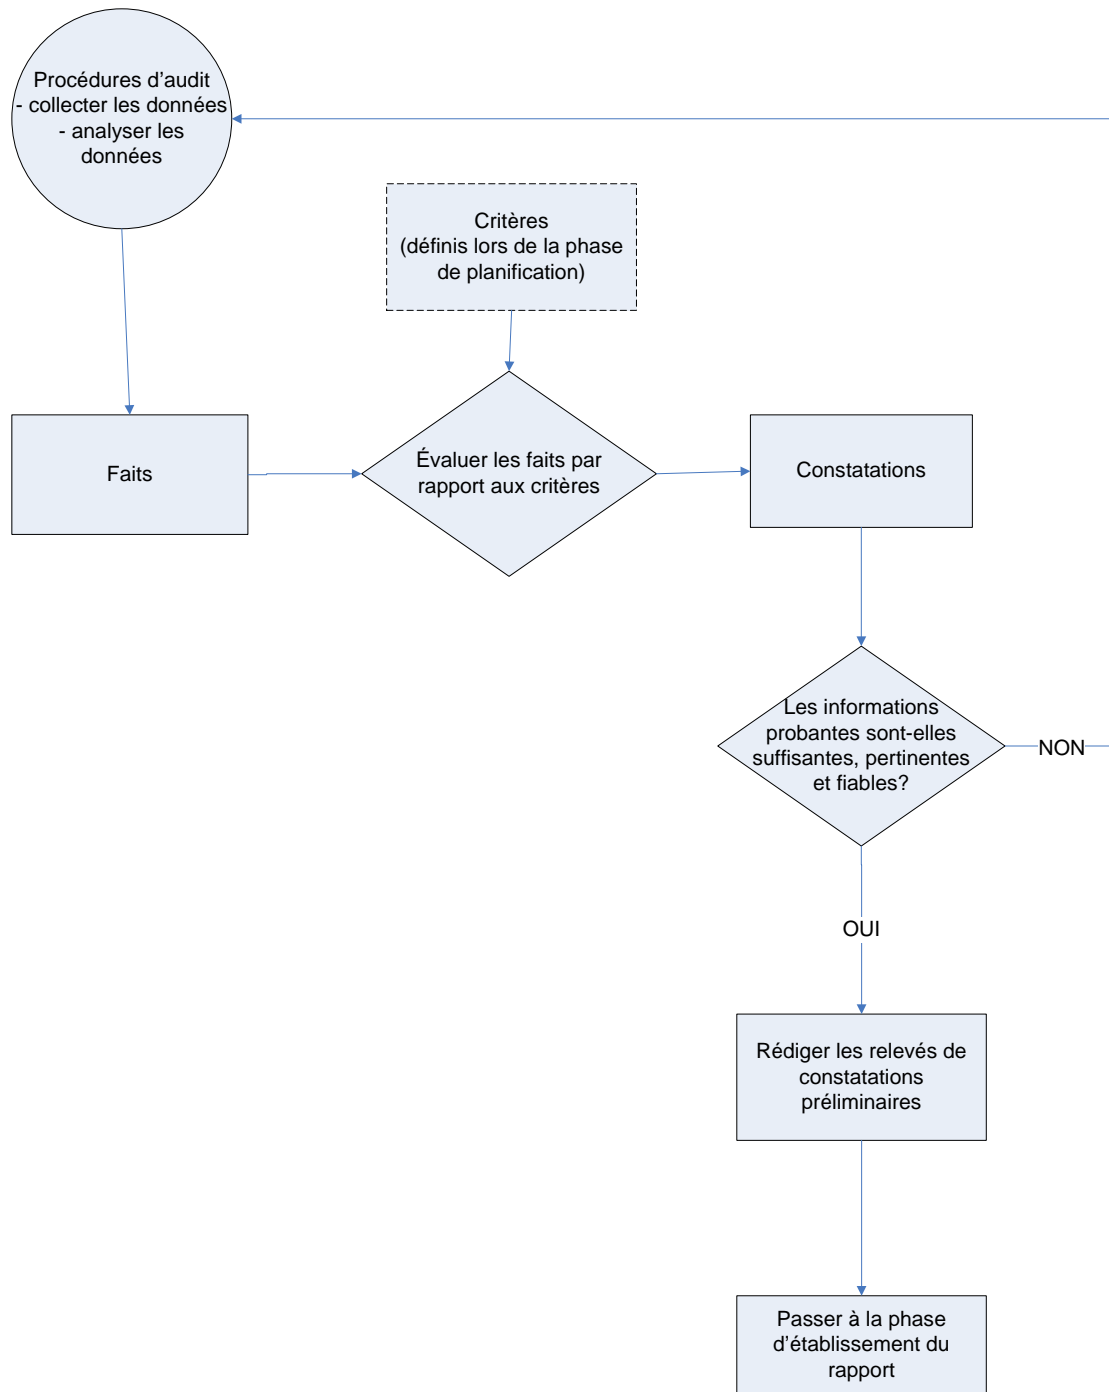 Procédures d'audit
- collecter les données
- analyser les
données
Critères
(définis lors de la phase
de planification)
Faits
Évaluer les faits par
rapport aux critères
Constatations
Les informations
probantes sont-elles
suffisantes, pertinentes
et fiables?
NON
OUI
Rédiger les relevés de
constatations
préliminaires
Passer à la phase
d'établissement du
rapport